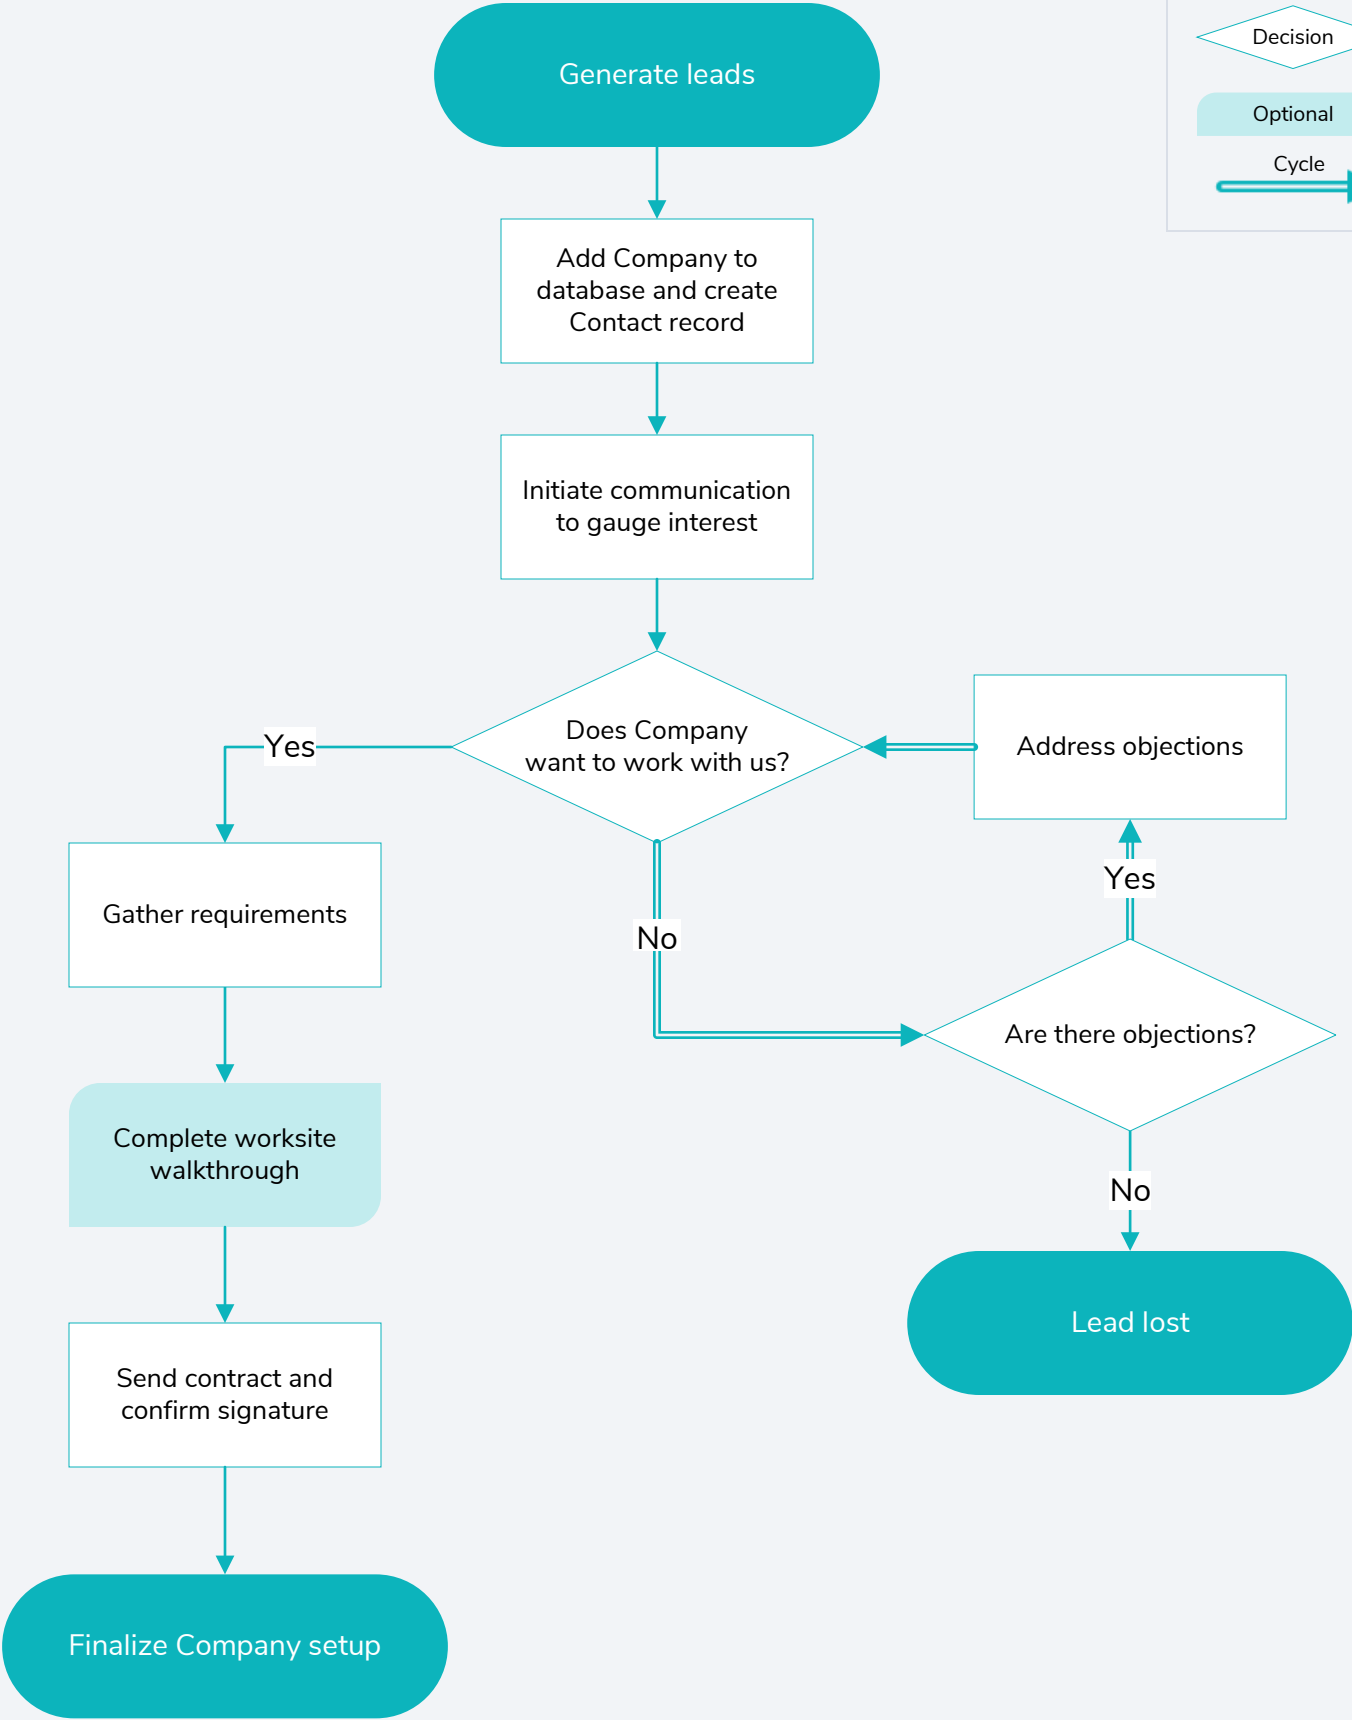 Generate leads
Decision
Optional
Cycle
Add Company to
database and create
Contact record
Initiate communication
to gauge interest
Does Company
want to work with us?
Address objections
Yes
Yes
Gather requirements
No
Are there objections?
Complete worksite
walkthrough
No
Lead lost
Send contract and
confirm signature
Finalize Company setup